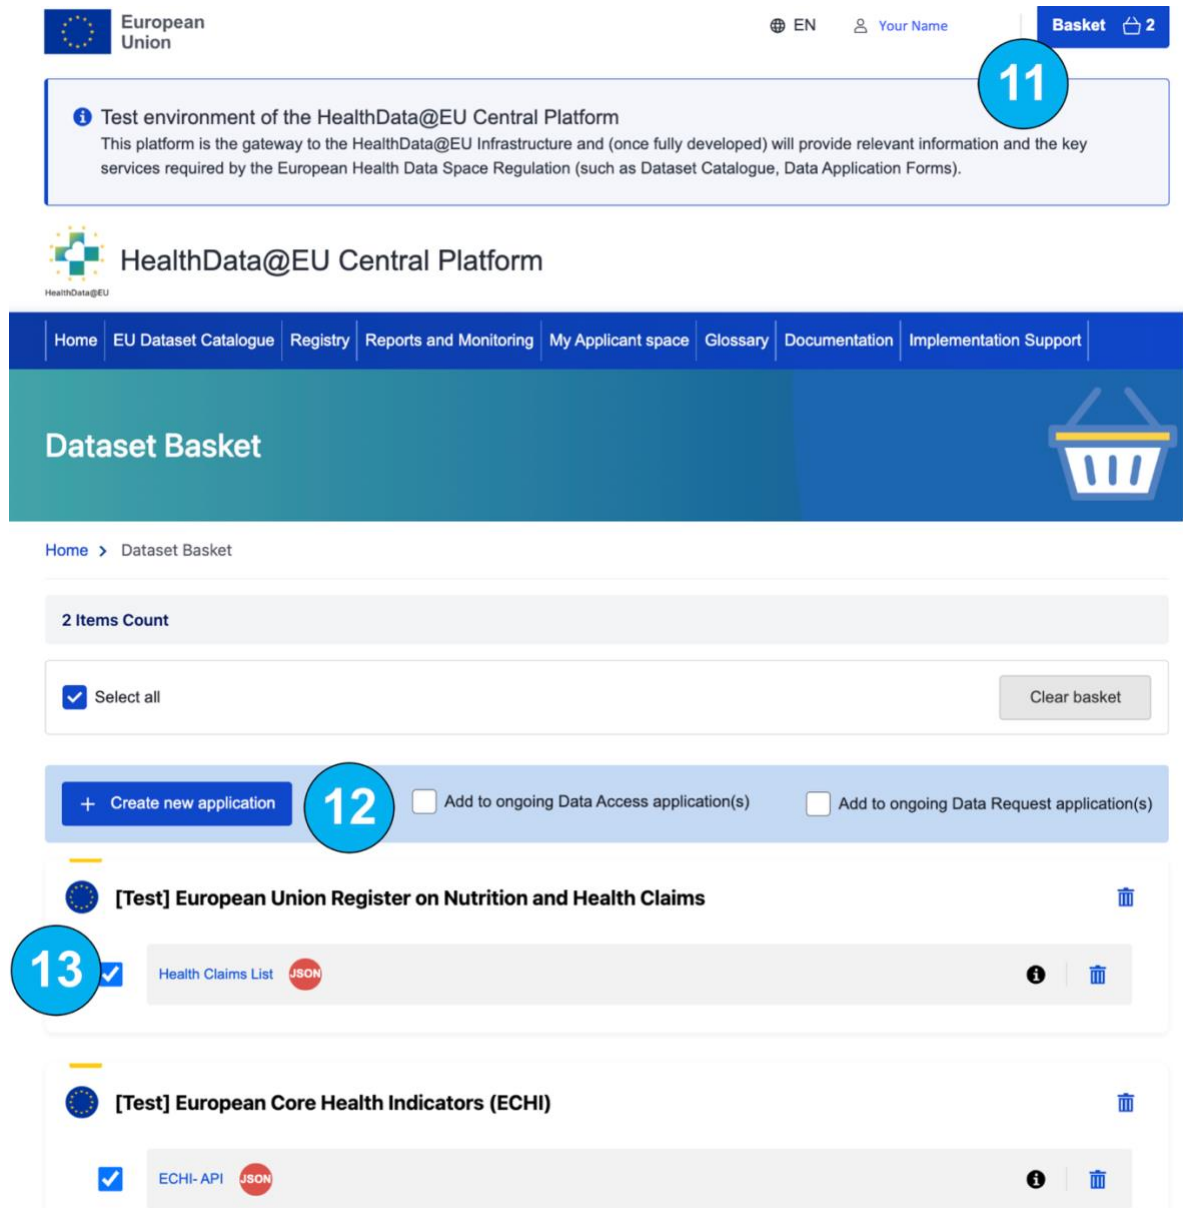 European
Union
EN
Your Name
Basket 2
11
Test environment of the HealthData@EU Central Platform
This platform is the gateway to the HealthData@EU Infrastructure and (once fully developed) will provide relevant information and the key
services required by the European Health Data Space Regulation (such as Dataset Catalogue, Data Application Forms).
HealthData@EU Central Platform
HealthData@EU
Home EU Dataset Catalogue Registry Reports and Monitoring My Applicant space Glossary Documentation Implementation Support
Dataset Basket
Home > Dataset Basket
2 Items Count
Select all
Clear basket
+ Create new application
12
Add to ongoing Data Access application(s)
Add to ongoing Data Request application(s)
[Test] European Union Register on Nutrition and Health Claims
13
Health Claims List JSON
[Test] European Core Health Indicators (ECHI)
ECHI- API JSON